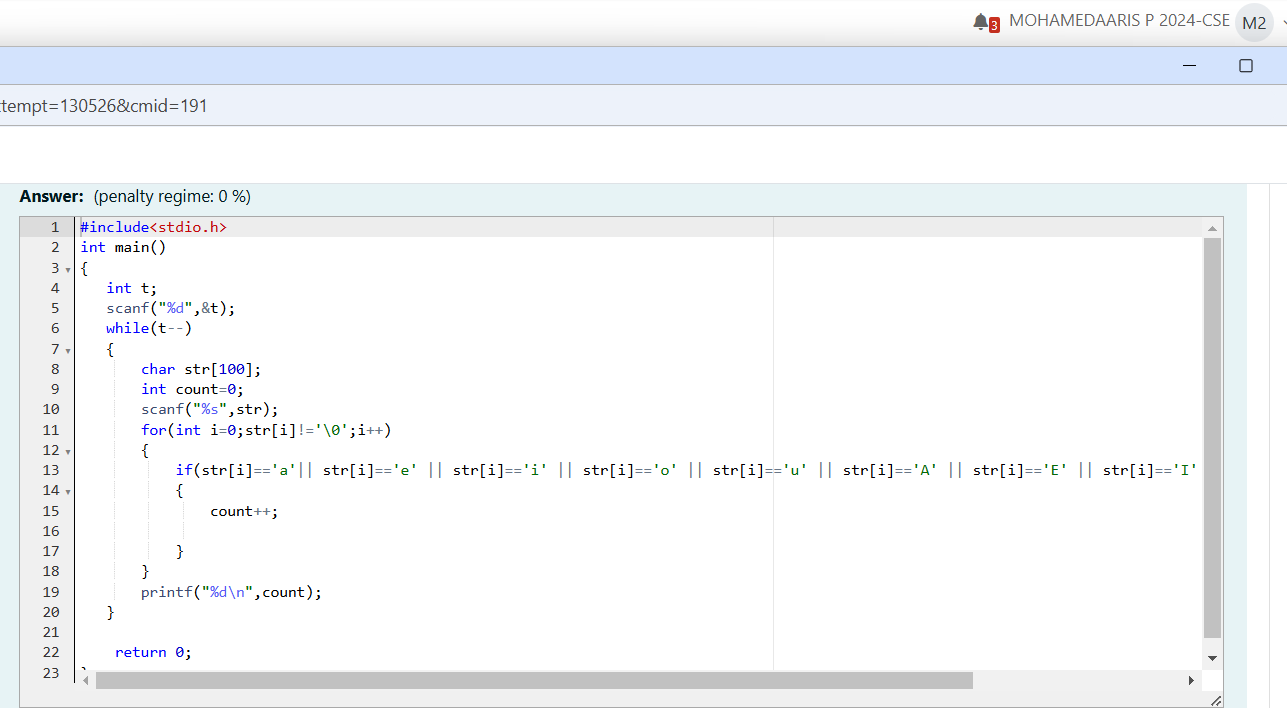 3 MOHAMEDAARIS P 2024-CSE M2
tempt=130526&cmid=191
Answer: (penalty regime: 0 %)
1 #include<stdio.h>
2 int main()
3 {
4 int t;
5 scanf("%d",&t);
6 while(t--)
7 {
8 char str[100];
9 int count=0;
10 scanf("%s",str);
11 for(int i=0;str[i]!='\0';i++)
12 {
13 if(str[i]=='a'|| str[i]=='e' || str[i]=='i' || str[i]=='o' || str[i]=='u' || str[i]=='A' || str[i]=='E' || str[i]=='I'
14 {
15 count++;
16
17 }
18 }
19 printf("%d\n",count);
20 }
21
22 return 0;
23 }